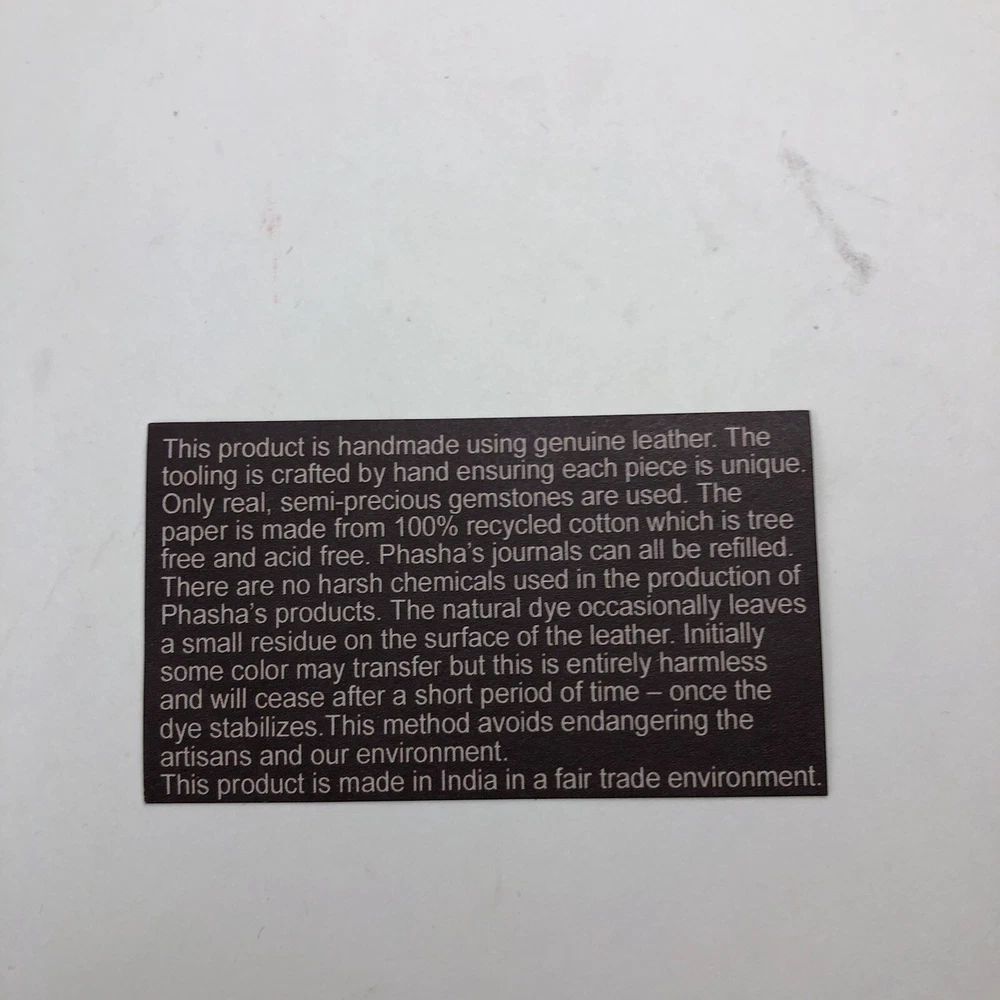 This product is handmade using genuine leather. The
tooling is crafted by hand ensuring each piece is unique.
Only real, semi-precious gemstones are used. The
paper is made from 100% recycled cotton which is tree
free and acid free. Phasha's journals can all be refilled.
There are no harsh chemicals used in the production of
Phasha's products. The natural dye occasionally leaves
a small residue on the surface of the leather. Initially
some color may transfer but this is entirely harmless
and will cease after a short period of time – once the
dye stabilizes.This method avoids endangering the
artisans and our environment.
This product is made in India in a fair trade environment.